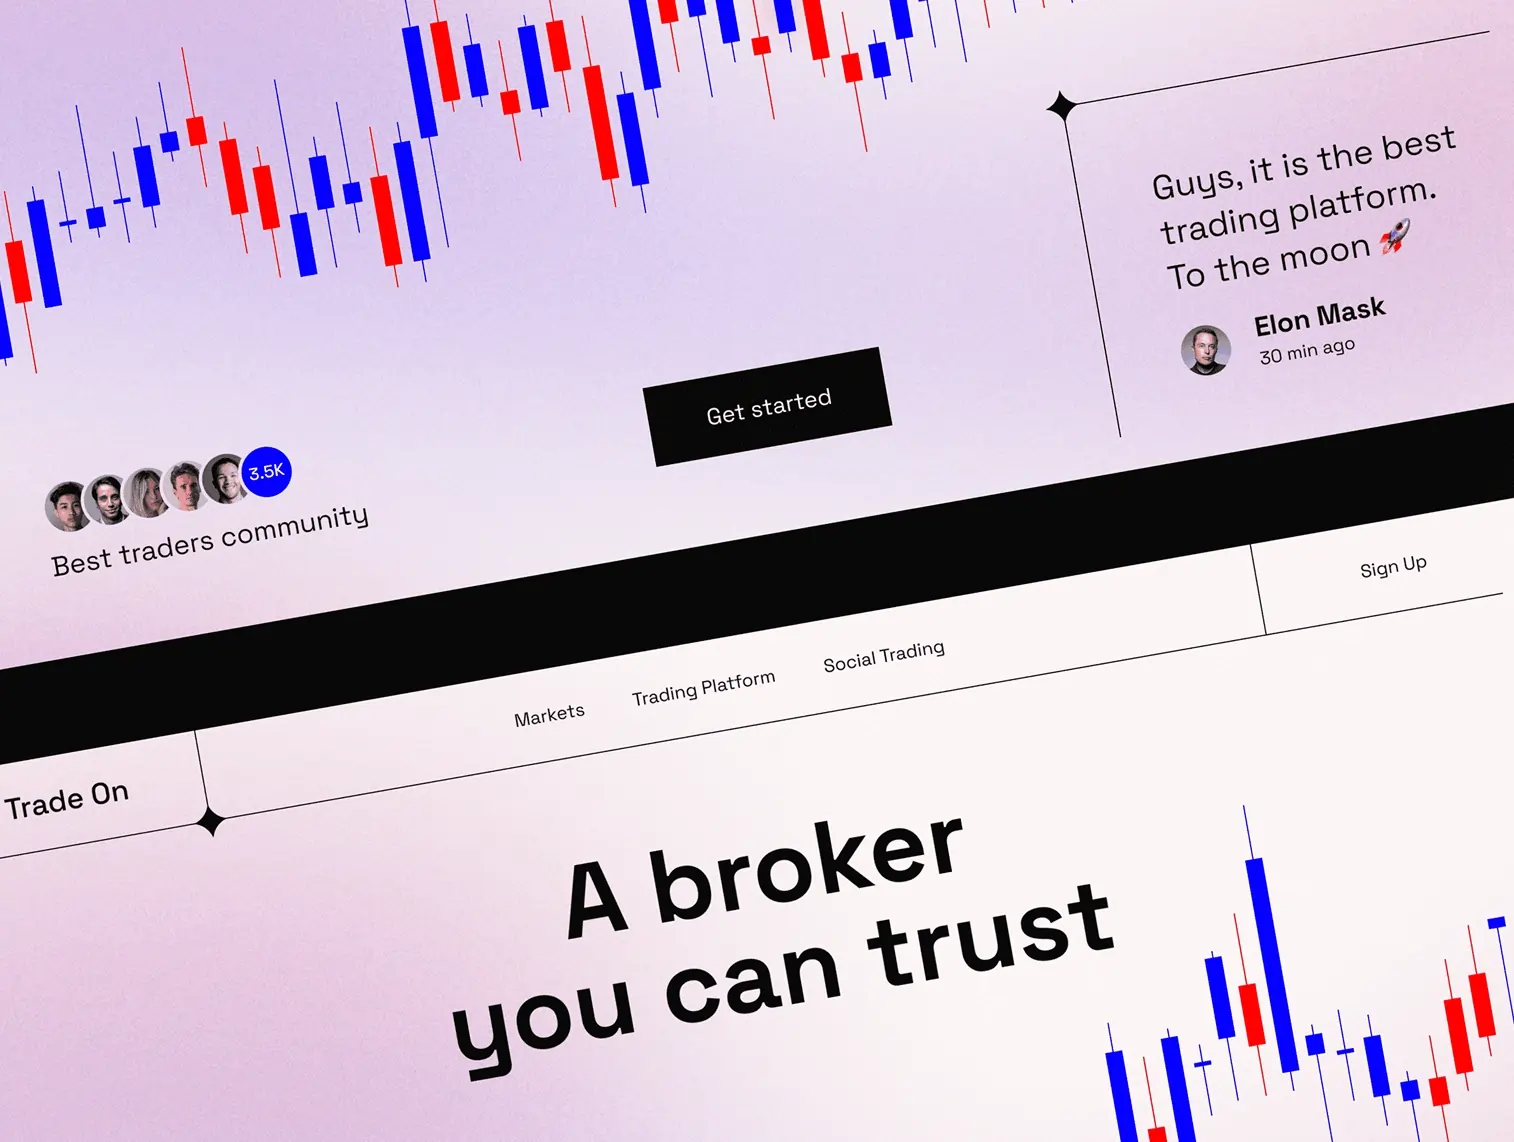 Guys, it is the best
trading platform.
To the moon 🚀
Elon Mask
30 min ago
Get started
3.5K
Best traders community
Trade On
Markets
Trading Platform
Social Trading
Sign Up
A broker
you can trust